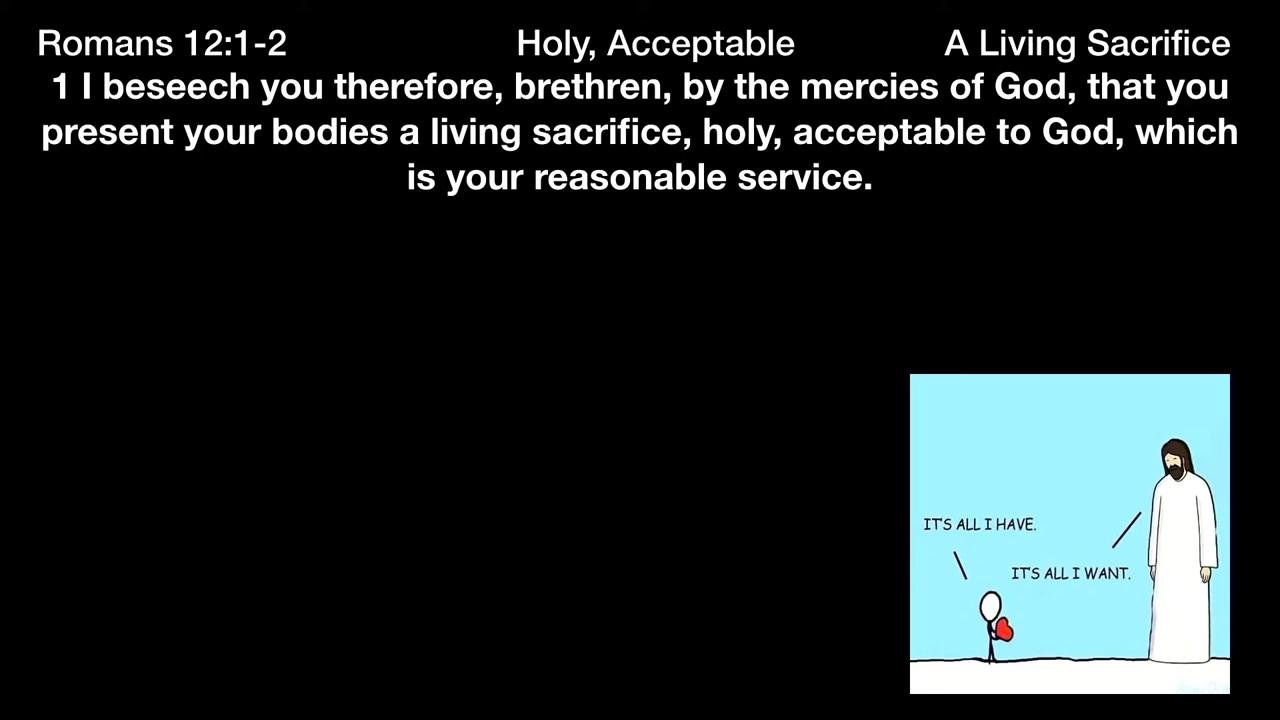 Romans 12:1-2 Holy, Acceptable A Living Sacrifice
1 I beseech you therefore, brethren, by the mercies of God, that you
present your bodies a living sacrifice, holy, acceptable to God, which
is your reasonable service.
IT'S ALL I HAVE.
IT'S ALL I WANT.